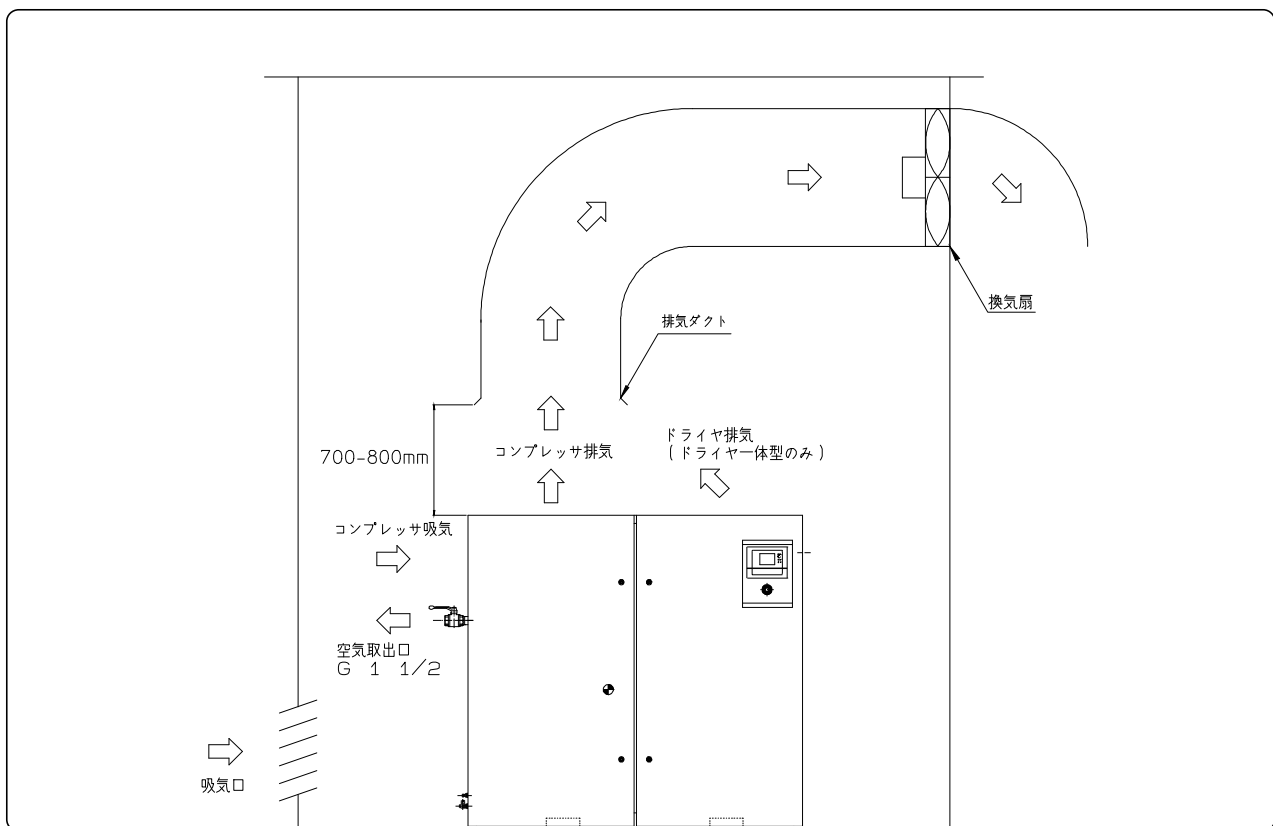 換気扇
排気ダクト
ドライヤ排気
(ドライヤ一体型のみ)
コンプレッサ排気
700-800mm
コンプレッサ吸気
空気取出口
G 1 1/2
吸気口